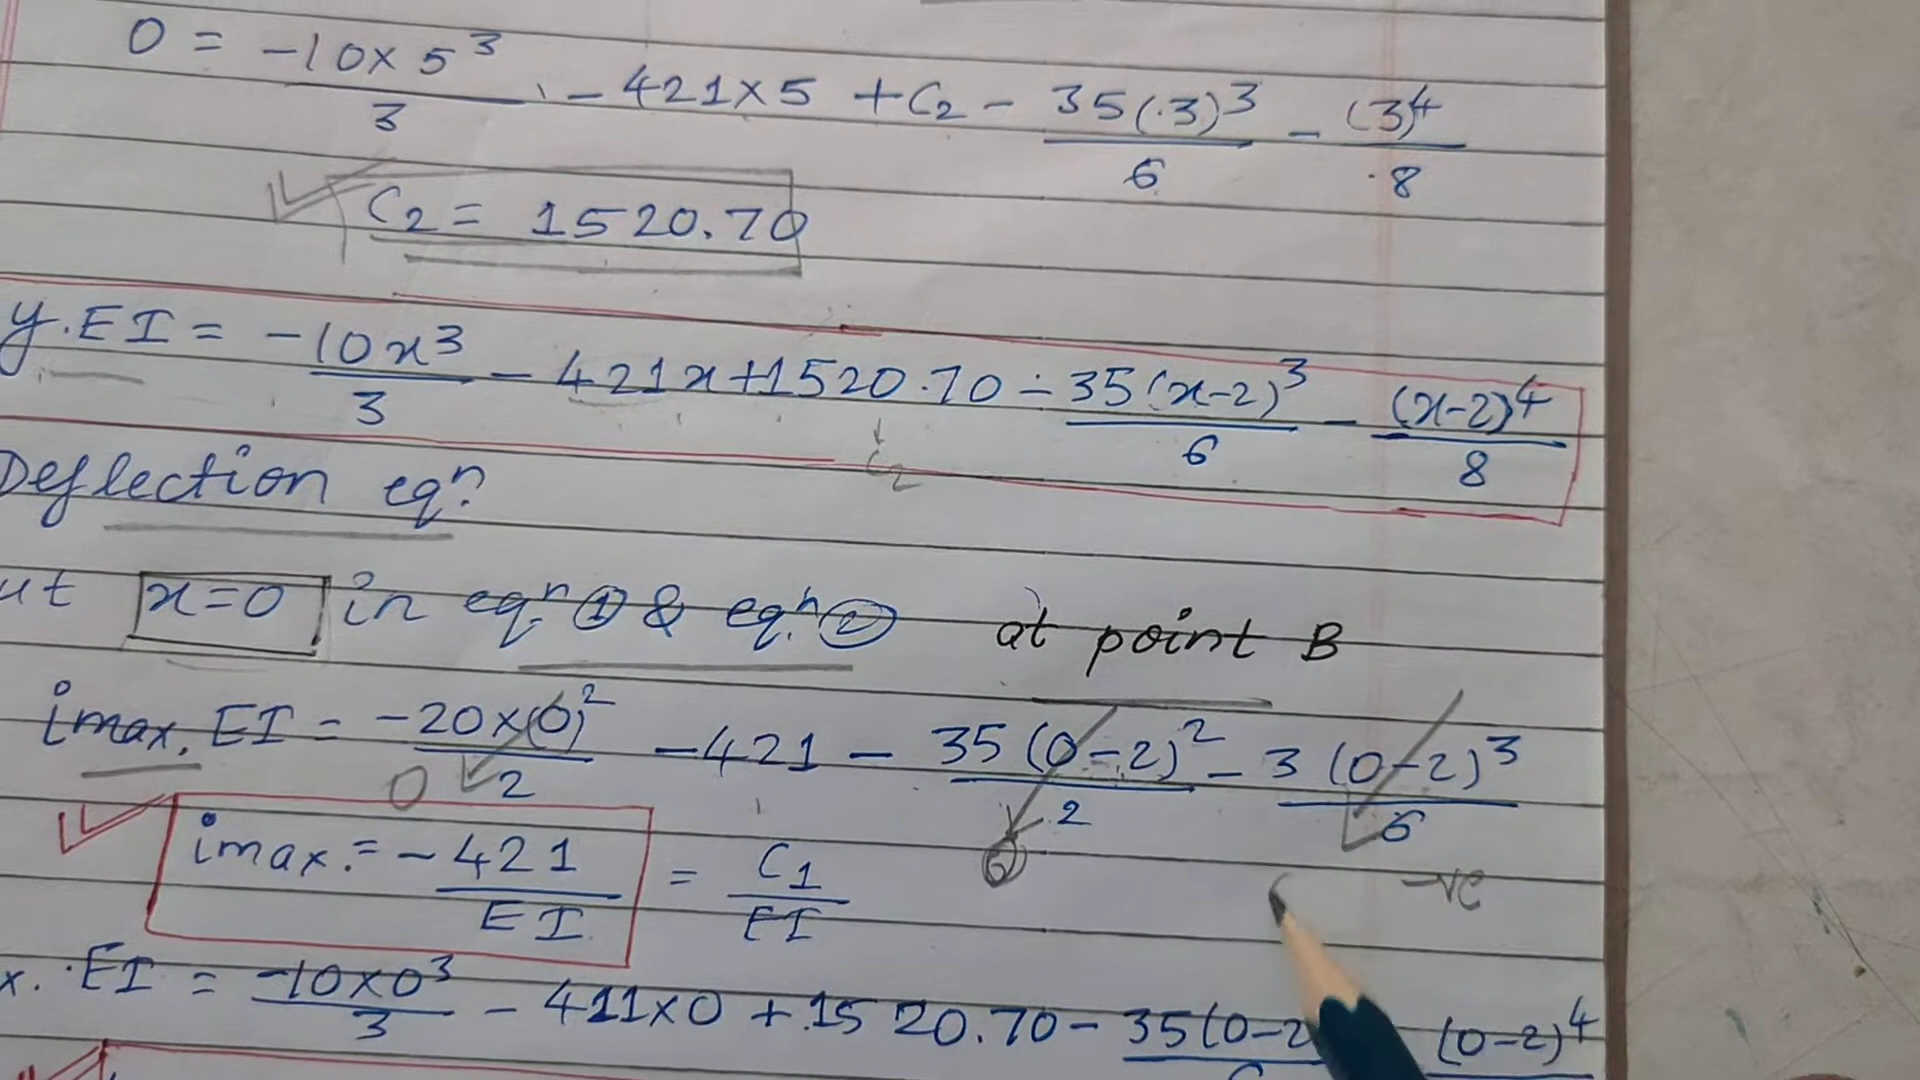 0 = -10×5³/3 - 421×5 + C₂ - 35(3)³/6 - (3)⁴/8
C₂ = 1520.70
y.EI = -10x³/3 - 421x+1520.70 - 35(x-2)³/6 - (x-2)⁴/8
C₂
Deflection eqⁿ
ut x=0 in eqⁿ ① & eqⁿ ② at point B
imax. EI = -20×(0)²/2 - 421 - 35(0-2)²/2 - 3(0-2)³/6
0
imax. = -421/EI = C₁/EI
-ve
x. EI = -10×0³/3 - 411×0 + 1520.70 - 35(0-2 (0-2)⁴